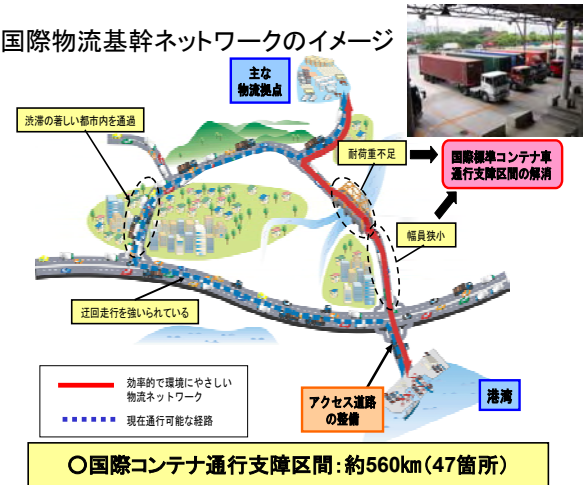 国際物流基幹ネットワークのイメージ
主な
物流拠点
渋滞の著しい都市内を通過
耐荷重不足
国際標準コンテナ車
通行支障区間の解消
幅員狭小
迂回走行を強いられている
効率的で環境にやさしい
物流ネットワーク
現在通行可能な経路
アクセス道路
の整備
港湾
○国際コンテナ通行支障区間:約560km(47箇所)